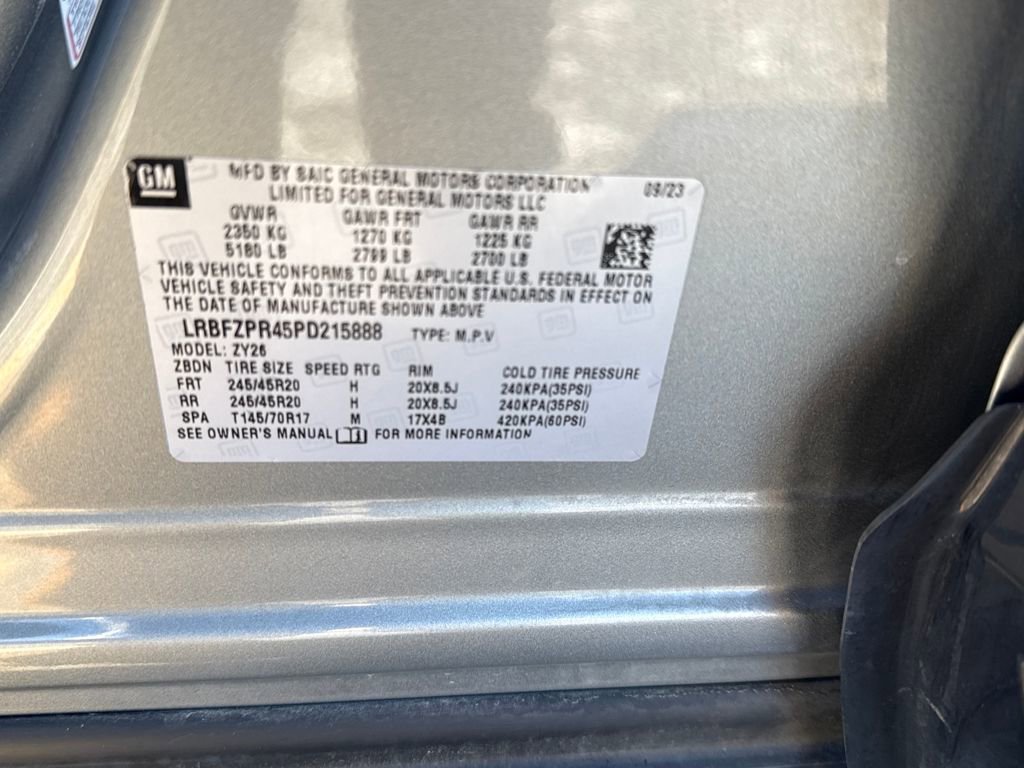 GM
MFD BY SAIC GENERAL MOTORS CORPORATION
LIMITED FOR GENERAL MOTORS LLC
09/23
GVWR GAWR FRT GAWR RR
2350 KG 1270 KG 1225 KG
5180 LB 2799 LB 2700 LB
THIS VEHICLE CONFORMS TO ALL APPLICABLE U.S. FEDERAL MOTOR
VEHICLE SAFETY AND THEFT PREVENTION STANDARDS IN EFFECT ON
THE DATE OF MANUFACTURE SHOWN ABOVE
LRBFZPR45PD215888 TYPE: M.P.V
MODEL: ZY26
ZBDN TIRE SIZE SPEED RTG RIM COLD TIRE PRESSURE
FRT 245/45R20 H 20X8.5J 240KPA(35PSI)
RR 245/45R20 H 20X8.5J 240KPA(35PSI)
SPA T145/70R17 M 17X4B 420KPA(60PSI)
SEE OWNER'S MANUAL FOR MORE INFORMATION